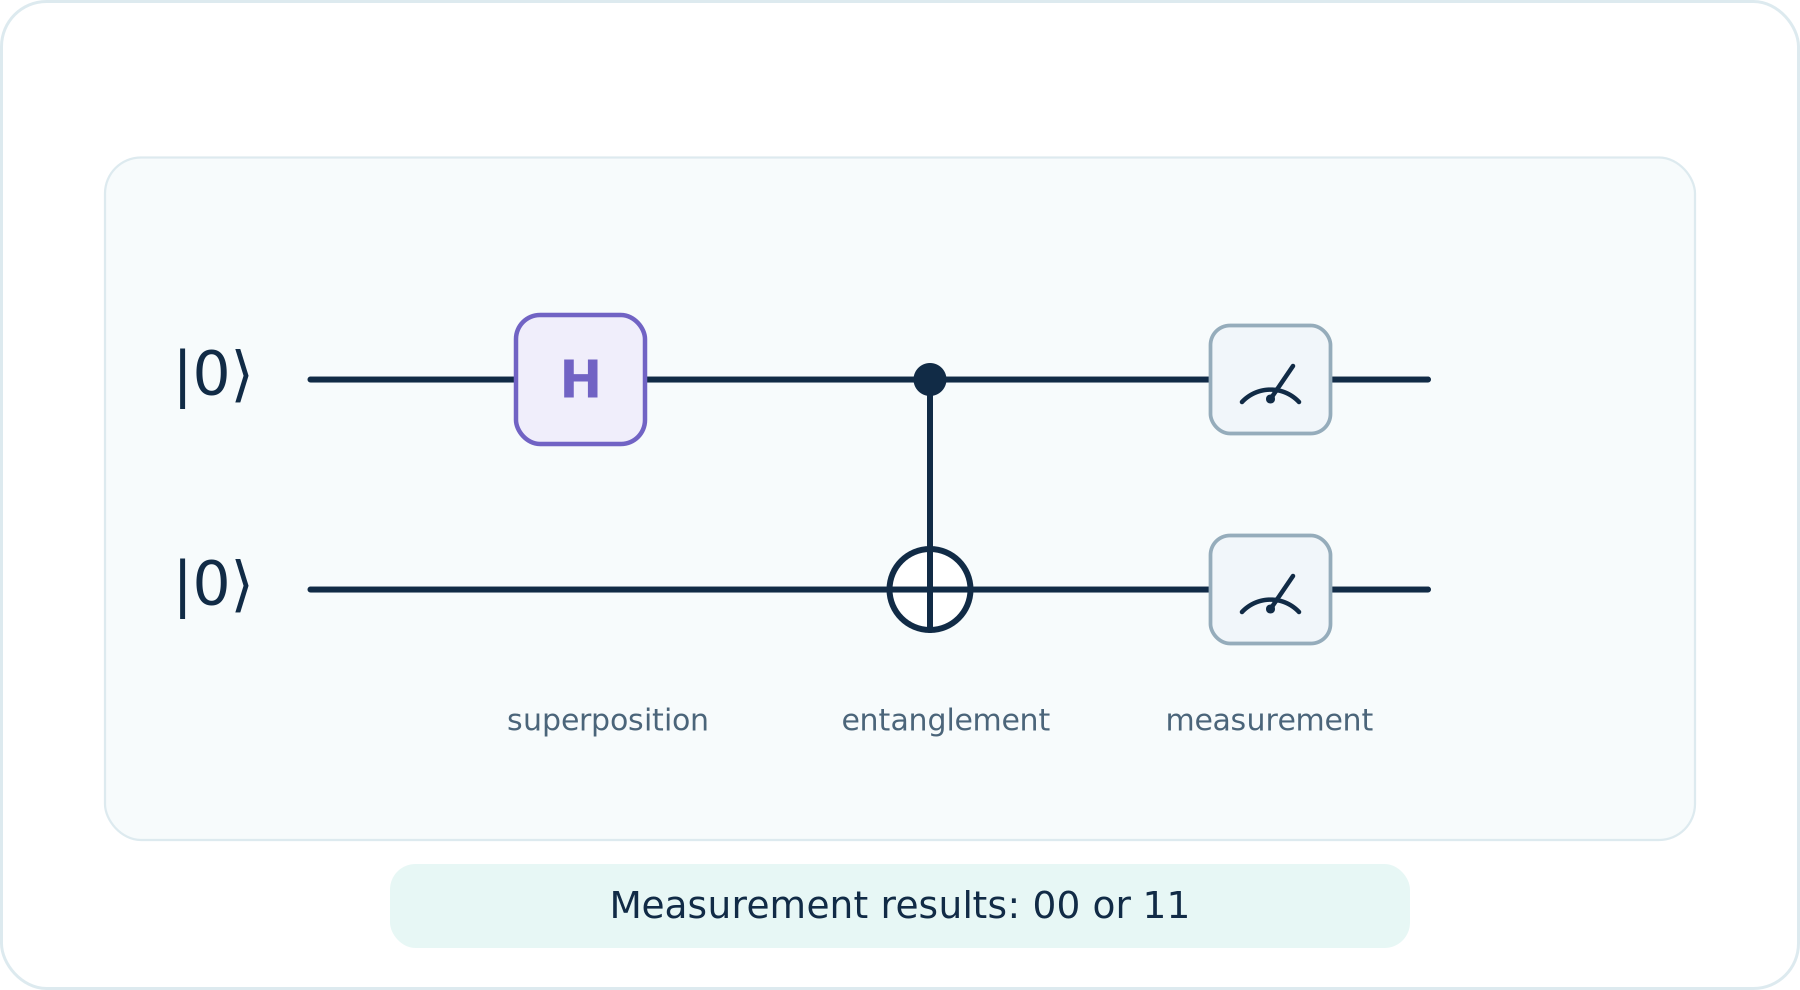 |0⟩
H
|0⟩
superposition entanglement measurement
Measurement results: 00 or 11